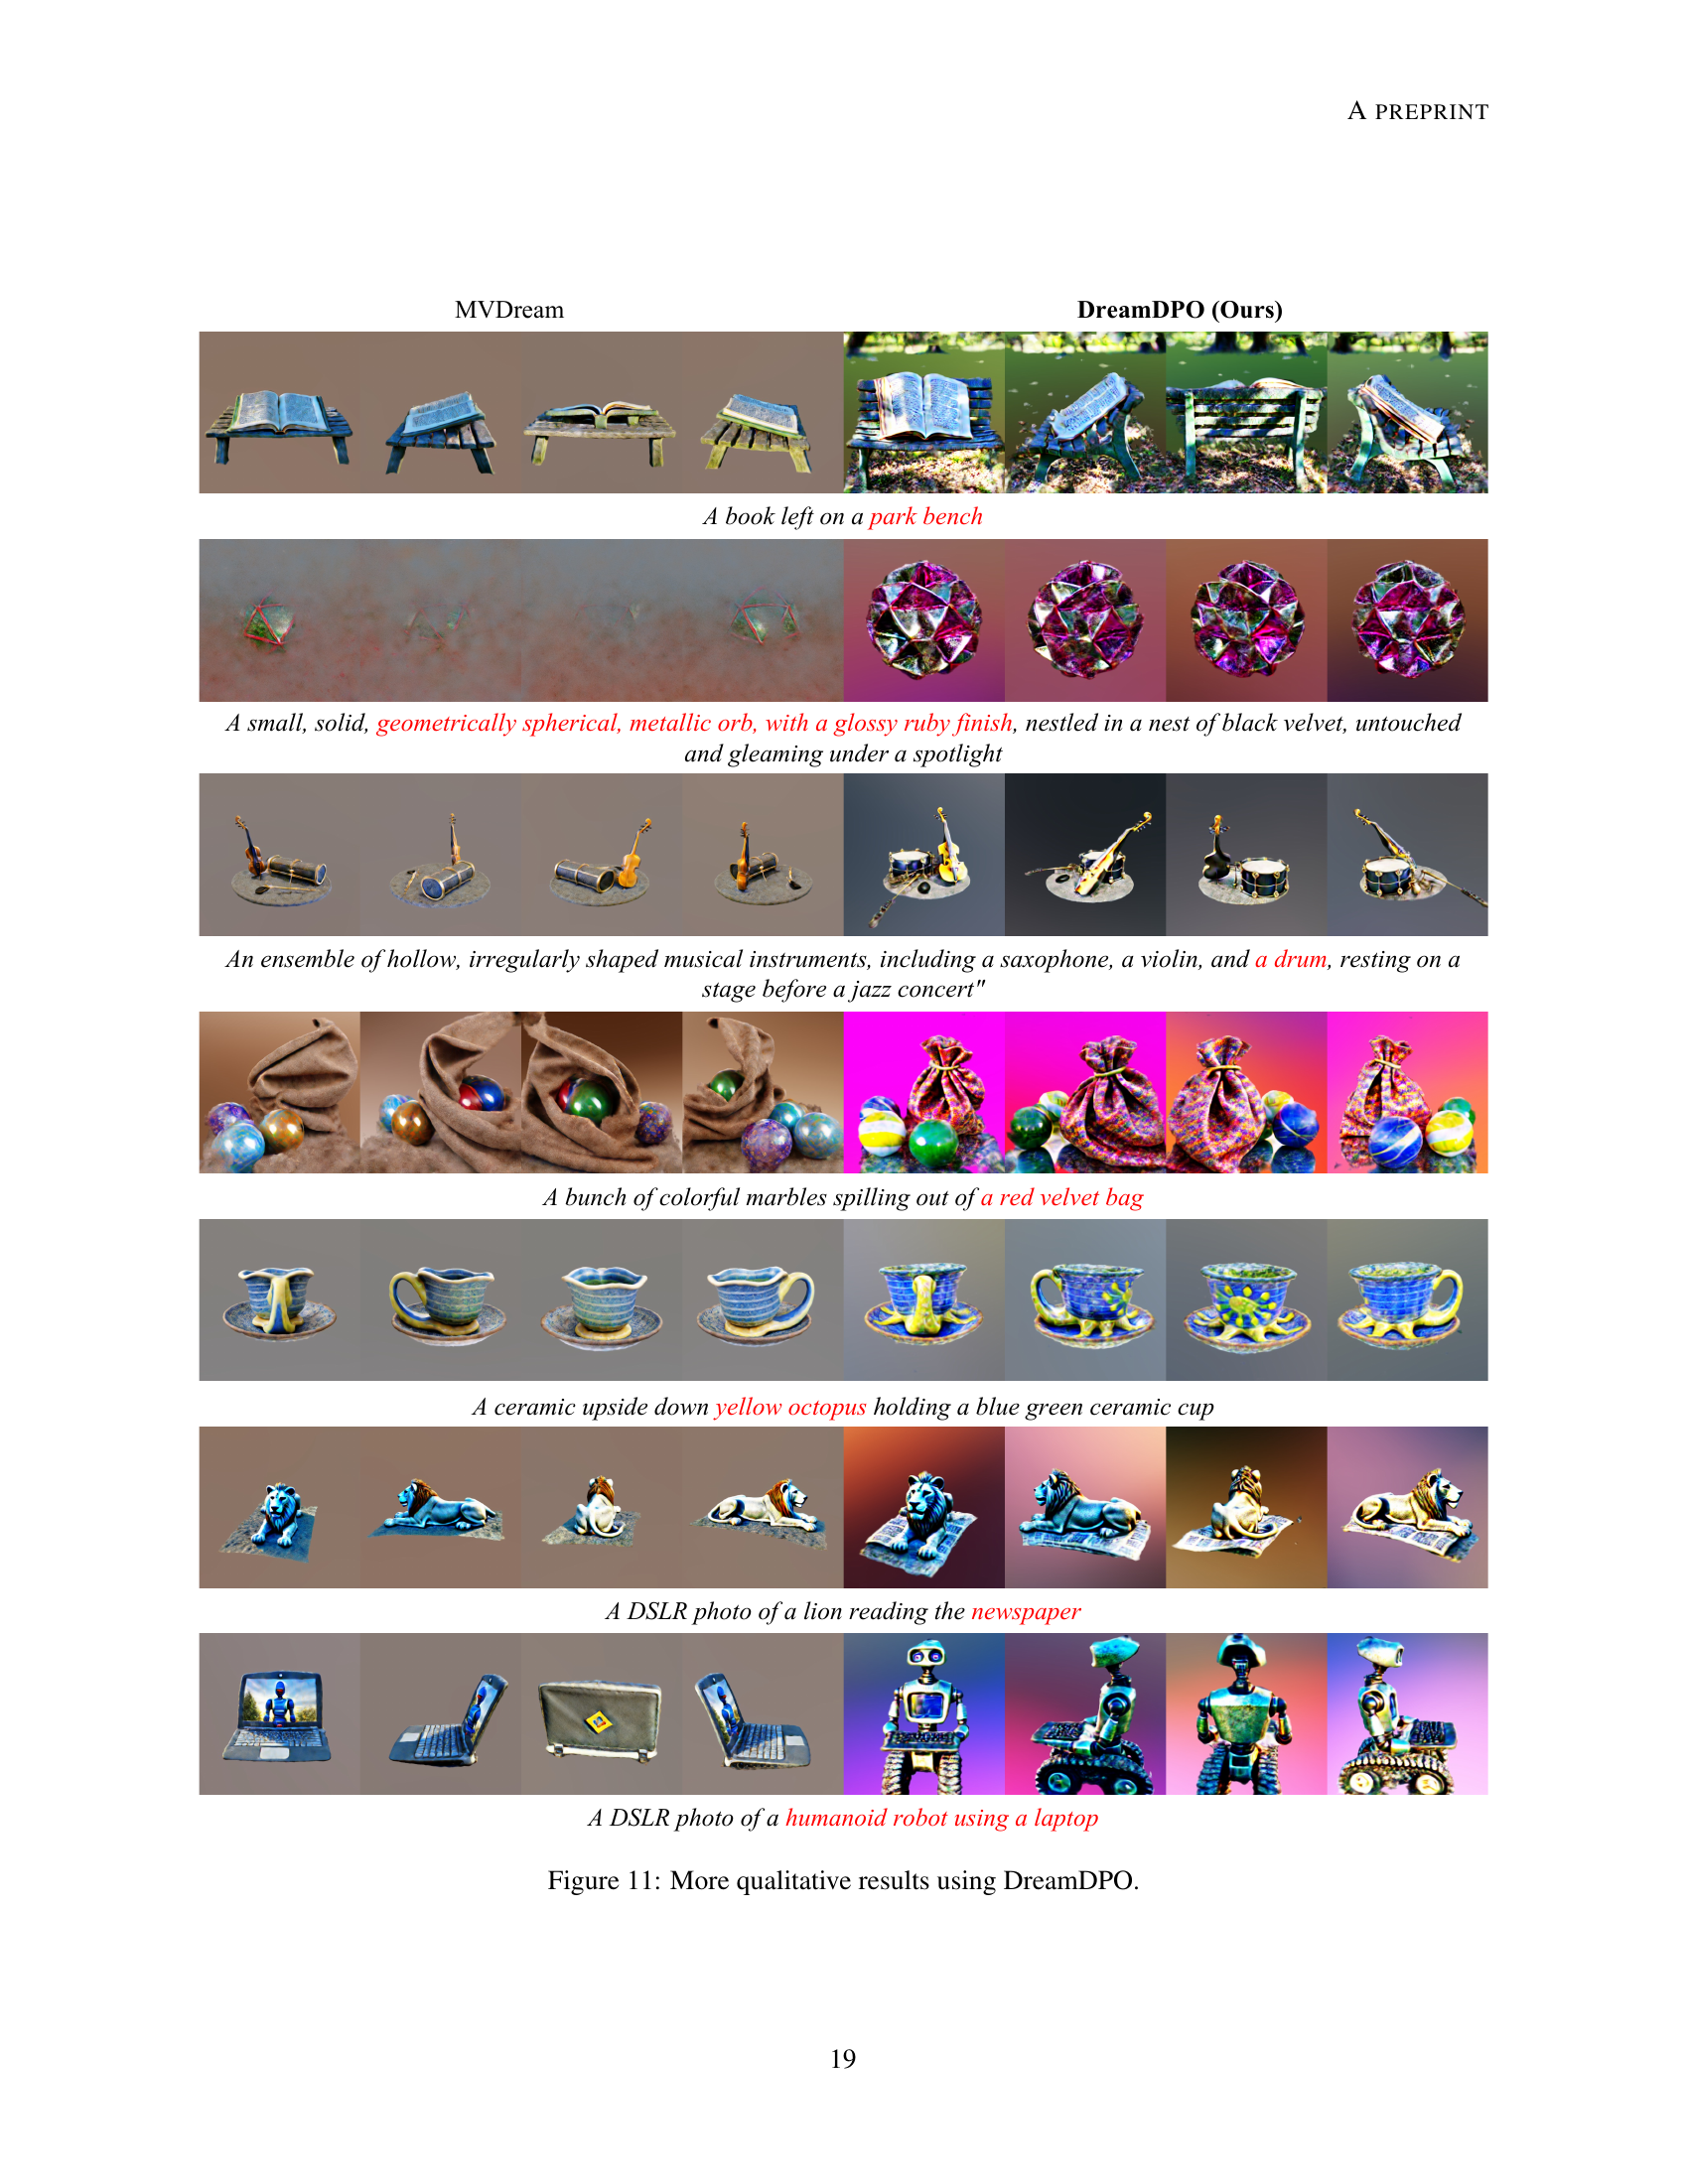 A PREPRINT
MVDream
DreamDPO (Ours)
A book left on a park bench
A small, solid, geometrically spherical, metallic orb, with a glossy ruby finish, nestled in a nest of black velvet, untouched
and gleaming under a spotlight
An ensemble of hollow, irregularly shaped musical instruments, including a saxophone, a violin, and a drum, resting on a
stage before a jazz concert"
A bunch of colorful marbles spilling out of a red velvet bag
A ceramic upside down yellow octopus holding a blue green ceramic cup
A DSLR photo of a lion reading the newspaper
A DSLR photo of a humanoid robot using a laptop
Figure 11: More qualitative results using DreamDPO.
19